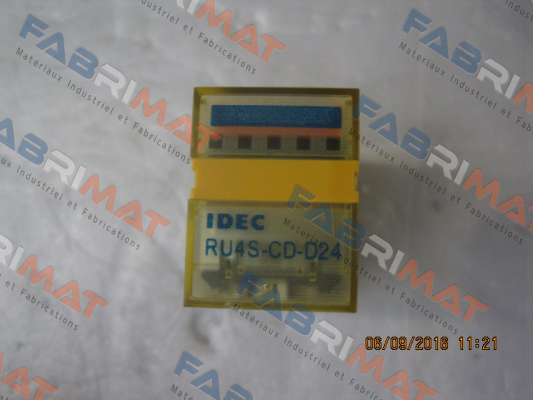 FABRIMAT
Materiaux Industriel et Fabrications
IDEC
RU4S-CD-D24
06/09/2016 11:21